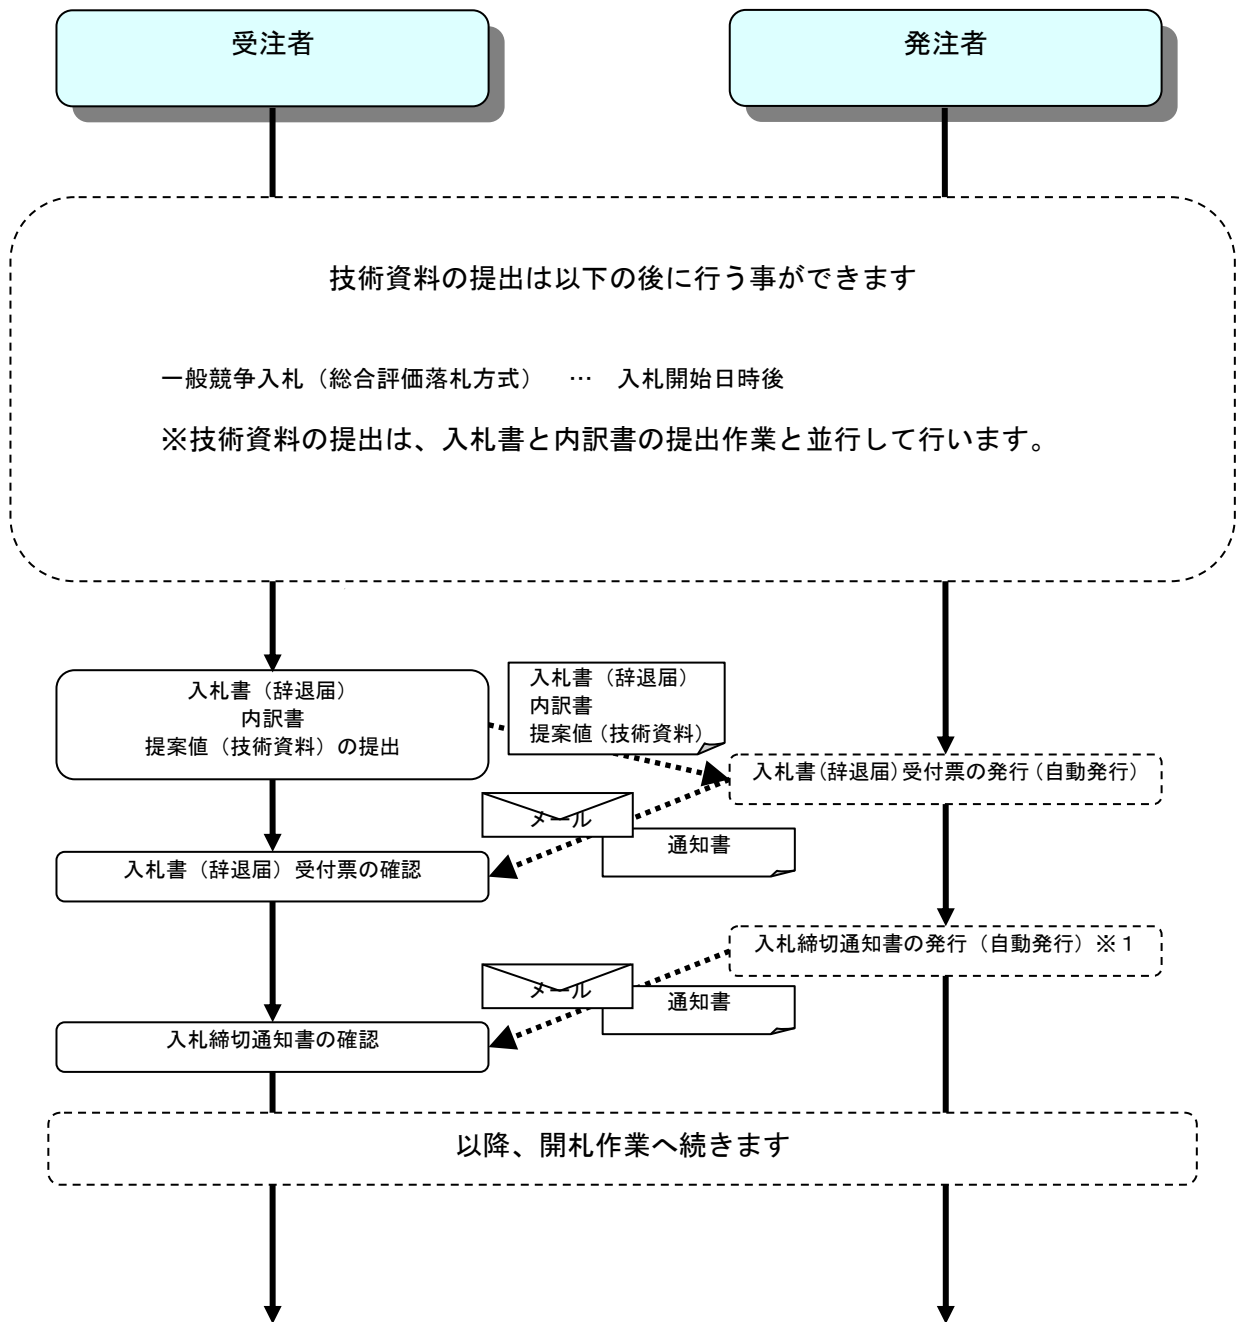 受注者
発注者
技術資料の提出は以下の後に行う事ができます
一般競争入札（総合評価落札方式）　…　入札開始日時後
※技術資料の提出は、入札書と内訳書の提出作業と並行して行います。
入札書（辞退届）
内訳書
提案値（技術資料）の提出
入札書（辞退届）
内訳書
提案値（技術資料）
入札書（辞退届）受付票の発行（自動発行）
メール
通知書
入札書（辞退届）受付票の確認
入札締切通知書の発行（自動発行）※１
メール
通知書
入札締切通知書の確認
以降、開札作業へ続きます